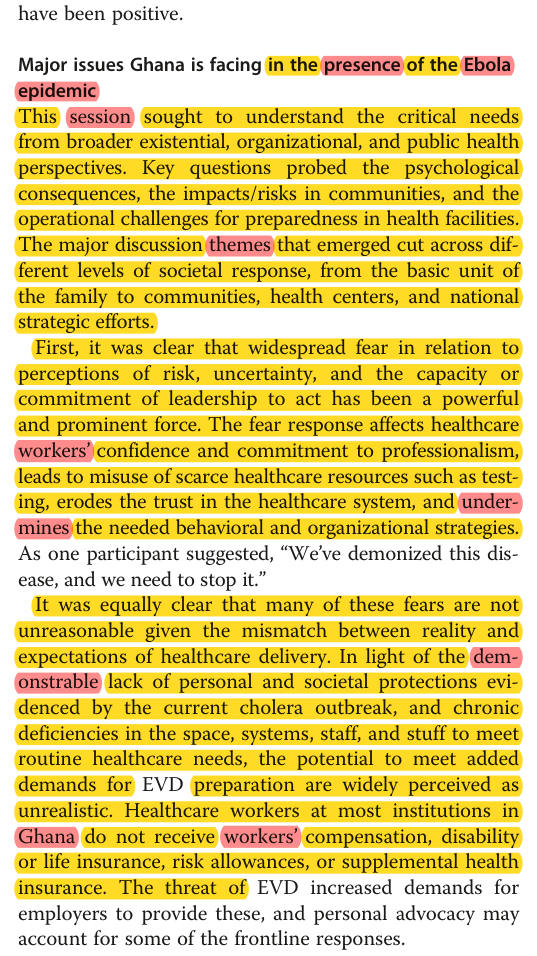 have been positive.
Major issues Ghana is facing in the presence of the Ebola
epidemic
This session sought to understand the critical needs
from broader existential, organizational, and public health
perspectives. Key questions probed the psychological
consequences, the impacts/risks in communities, and the
operational challenges for preparedness in health facilities.
The major discussion themes that emerged cut across dif-
ferent levels of societal response, from the basic unit of
the family to communities, health centers, and national
strategic efforts.
First, it was clear that widespread fear in relation to
perceptions of risk, uncertainty, and the capacity or
commitment of leadership to act has been a powerful
and prominent force. The fear response affects healthcare
workers’ confidence and commitment to professionalism,
leads to misuse of scarce healthcare resources such as test-
ing, erodes the trust in the healthcare system, and under-
mines the needed behavioral and organizational strategies.
As one participant suggested, “We’ve demonized this dis-
ease, and we need to stop it.”
It was equally clear that many of these fears are not
unreasonable given the mismatch between reality and
expectations of healthcare delivery. In light of the dem-
onstrable lack of personal and societal protections evi-
denced by the current cholera outbreak, and chronic
deficiencies in the space, systems, staff, and stuff to meet
routine healthcare needs, the potential to meet added
demands for EVD preparation are widely perceived as
unrealistic. Healthcare workers at most institutions in
Ghana do not receive workers’ compensation, disability
or life insurance, risk allowances, or supplemental health
insurance. The threat of EVD increased demands for
employers to provide these, and personal advocacy may
account for some of the frontline responses.